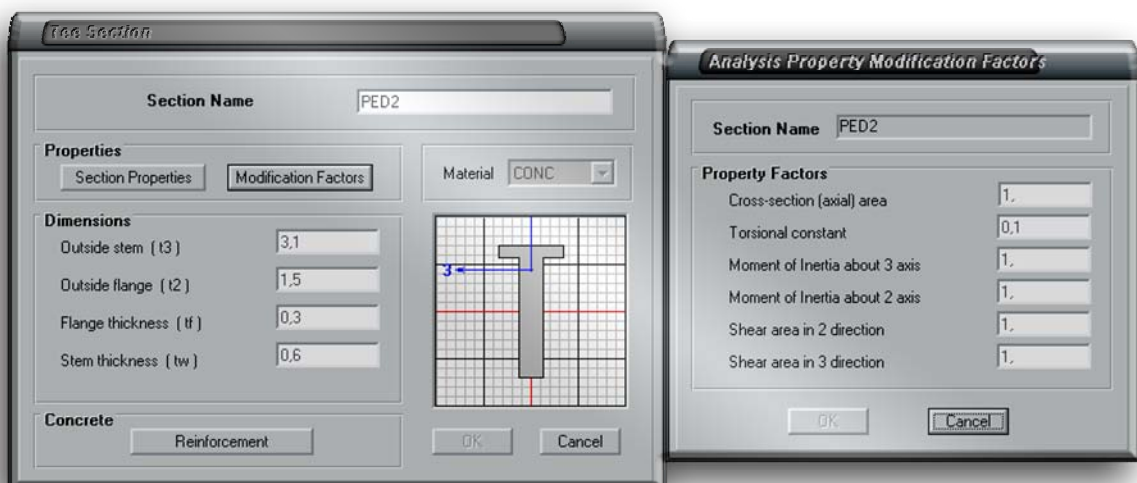 Tee Section
Section Name PED2
Properties
Section Properties Modification Factors
Material CONC
Dimensions
Outside stem ( t3 ) 3,1
Outside flange ( t2 ) 1,5
Flange thickness ( tf ) 0,3
Stem thickness ( tw ) 0,6
3
Concrete
Reinforcement
OK Cancel
Analysis Property Modification Factors
Section Name PED2
Property Factors
Cross-section (axial) area 1,
Torsional constant 0,1
Moment of Inertia about 3 axis 1,
Moment of Inertia about 2 axis 1,
Shear area in 2 direction 1,
Shear area in 3 direction 1,
OK Cancel